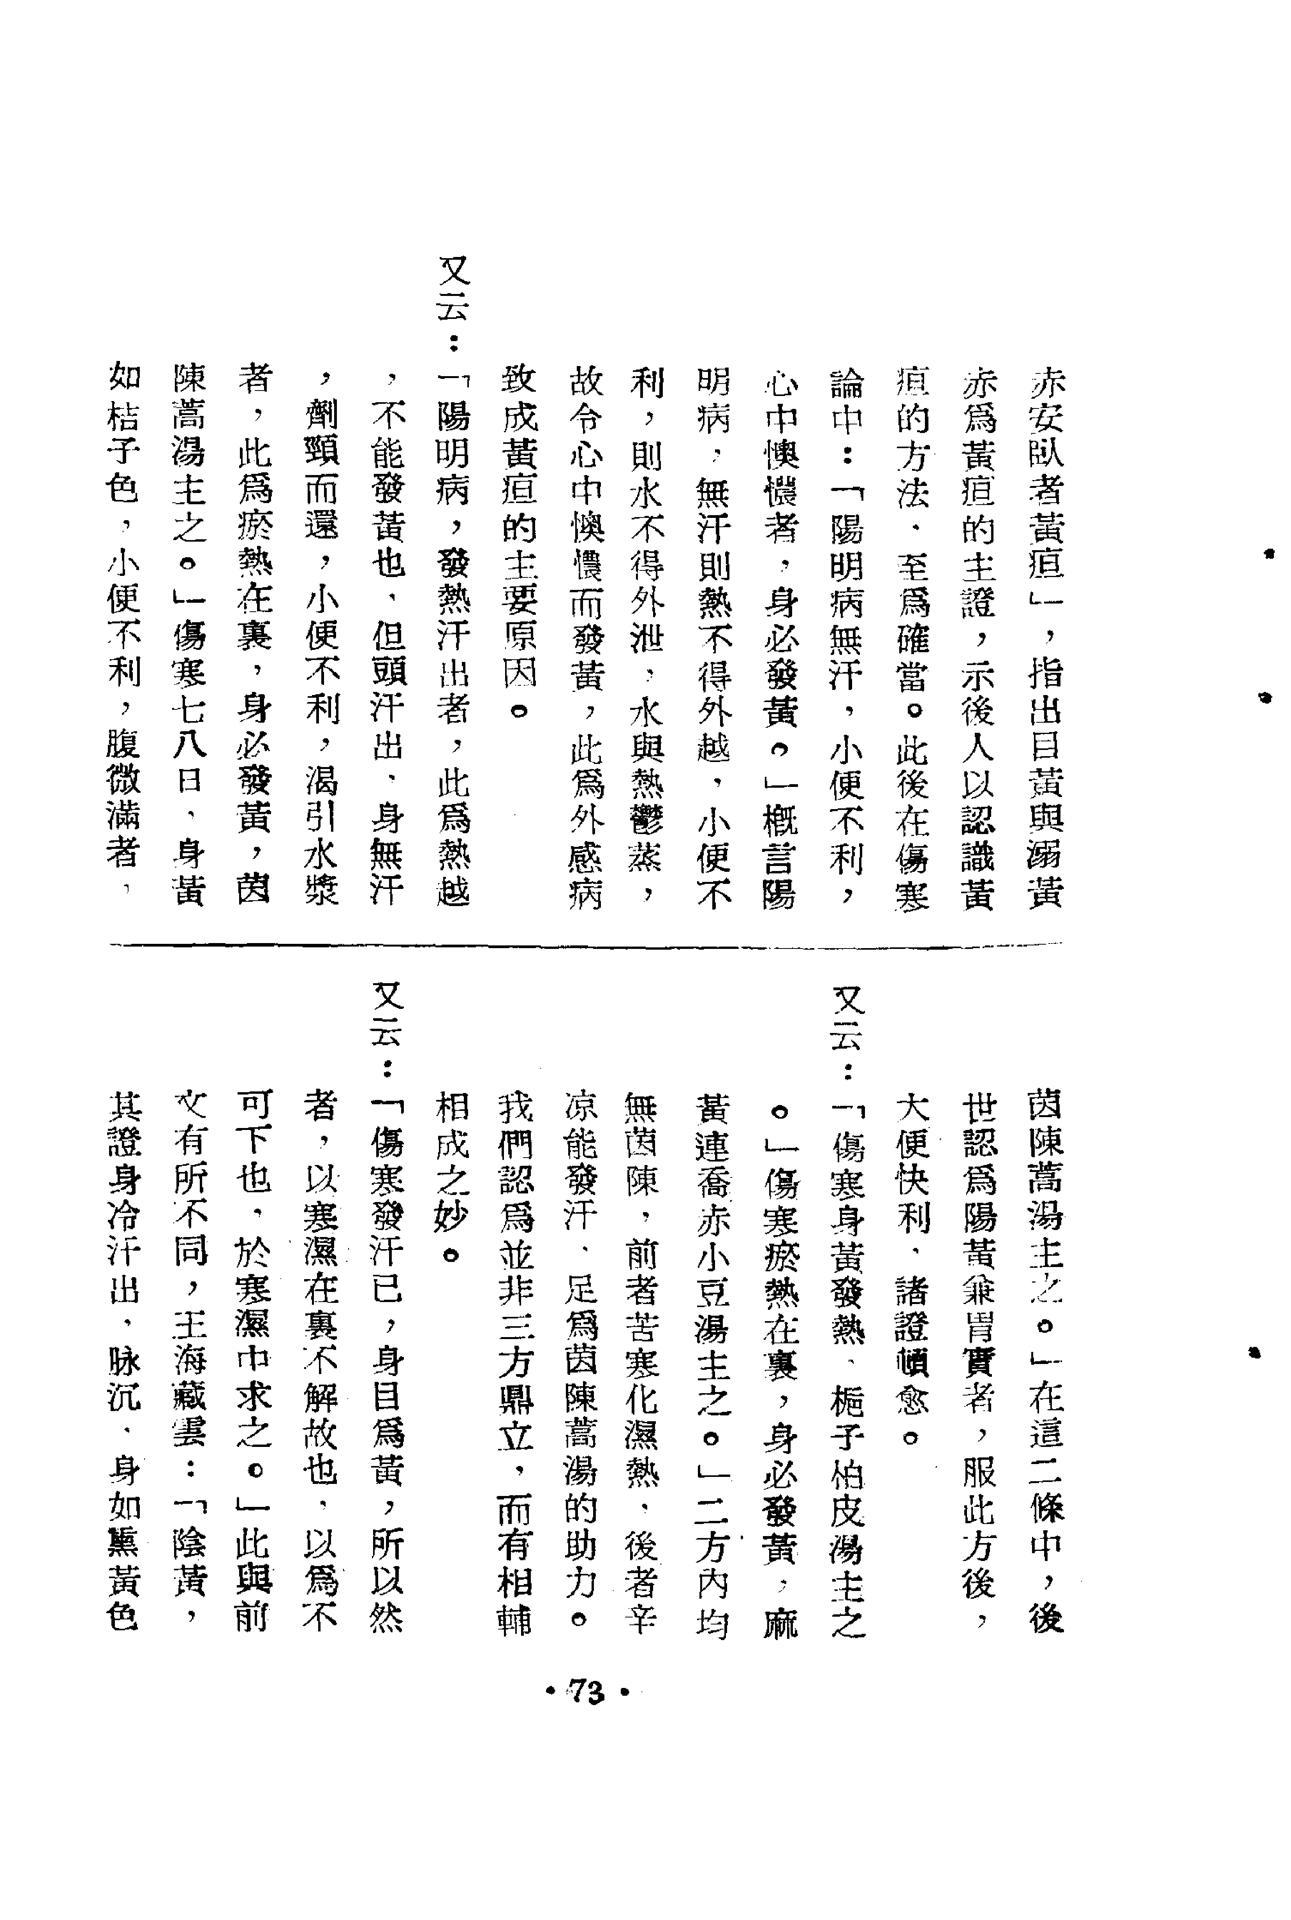 赤安臥者黃疸」，指出目黃與溺黃
赤爲黃疸的主證，示後人以認識黃
疸的方法、至爲確當。此後在傷寒
論中：「陽明病無汗，小便不利，
心中懊憹者，身必發黃。」概言陽
明病，無汗則熱不得外越，小便不
利，則水不得外泄，水與熱鬱蒸，
故令心中懊憹而發黃，此爲外感病
致成黃疸的主要原因。
又云：「陽明病，發熱汗出者，此爲熱越
，不能發黃也、但頭汗出、身無汗
，劑頸而還，小便不利，渴引水漿
者，此爲瘀熱在裏，身必發黃，茵
陳蒿湯主之。」傷寒七八日、身黃
如桔子色，小便不利，腹微滿者，
茵陳蒿湯主之。」在這二條中，後
世認爲陽黃兼胃實者，服此方後，
大便快利、諸證頓愈。
又云：「傷寒身黃發熱、梔子柏皮湯主之
。」傷寒瘀熱在裏，身必發黃，麻
黃連喬赤小豆湯主之。」二方內均
無茵陳，前者苦寒化濕熱、後者辛
凉能發汗、足爲茵陳蒿湯的助力。
我們認爲並非三方鼎立，而有相輔
相成之妙。
又云：「傷寒發汗已，身目爲黃，所以然
者，以寒濕在裏不解故也、以爲不
可下也、於寒濕中求之。」此與前
文有所不同，王海藏雲：「陰黃，
其證身冷汗出、脉沉、身如熏黃色
• 73 •